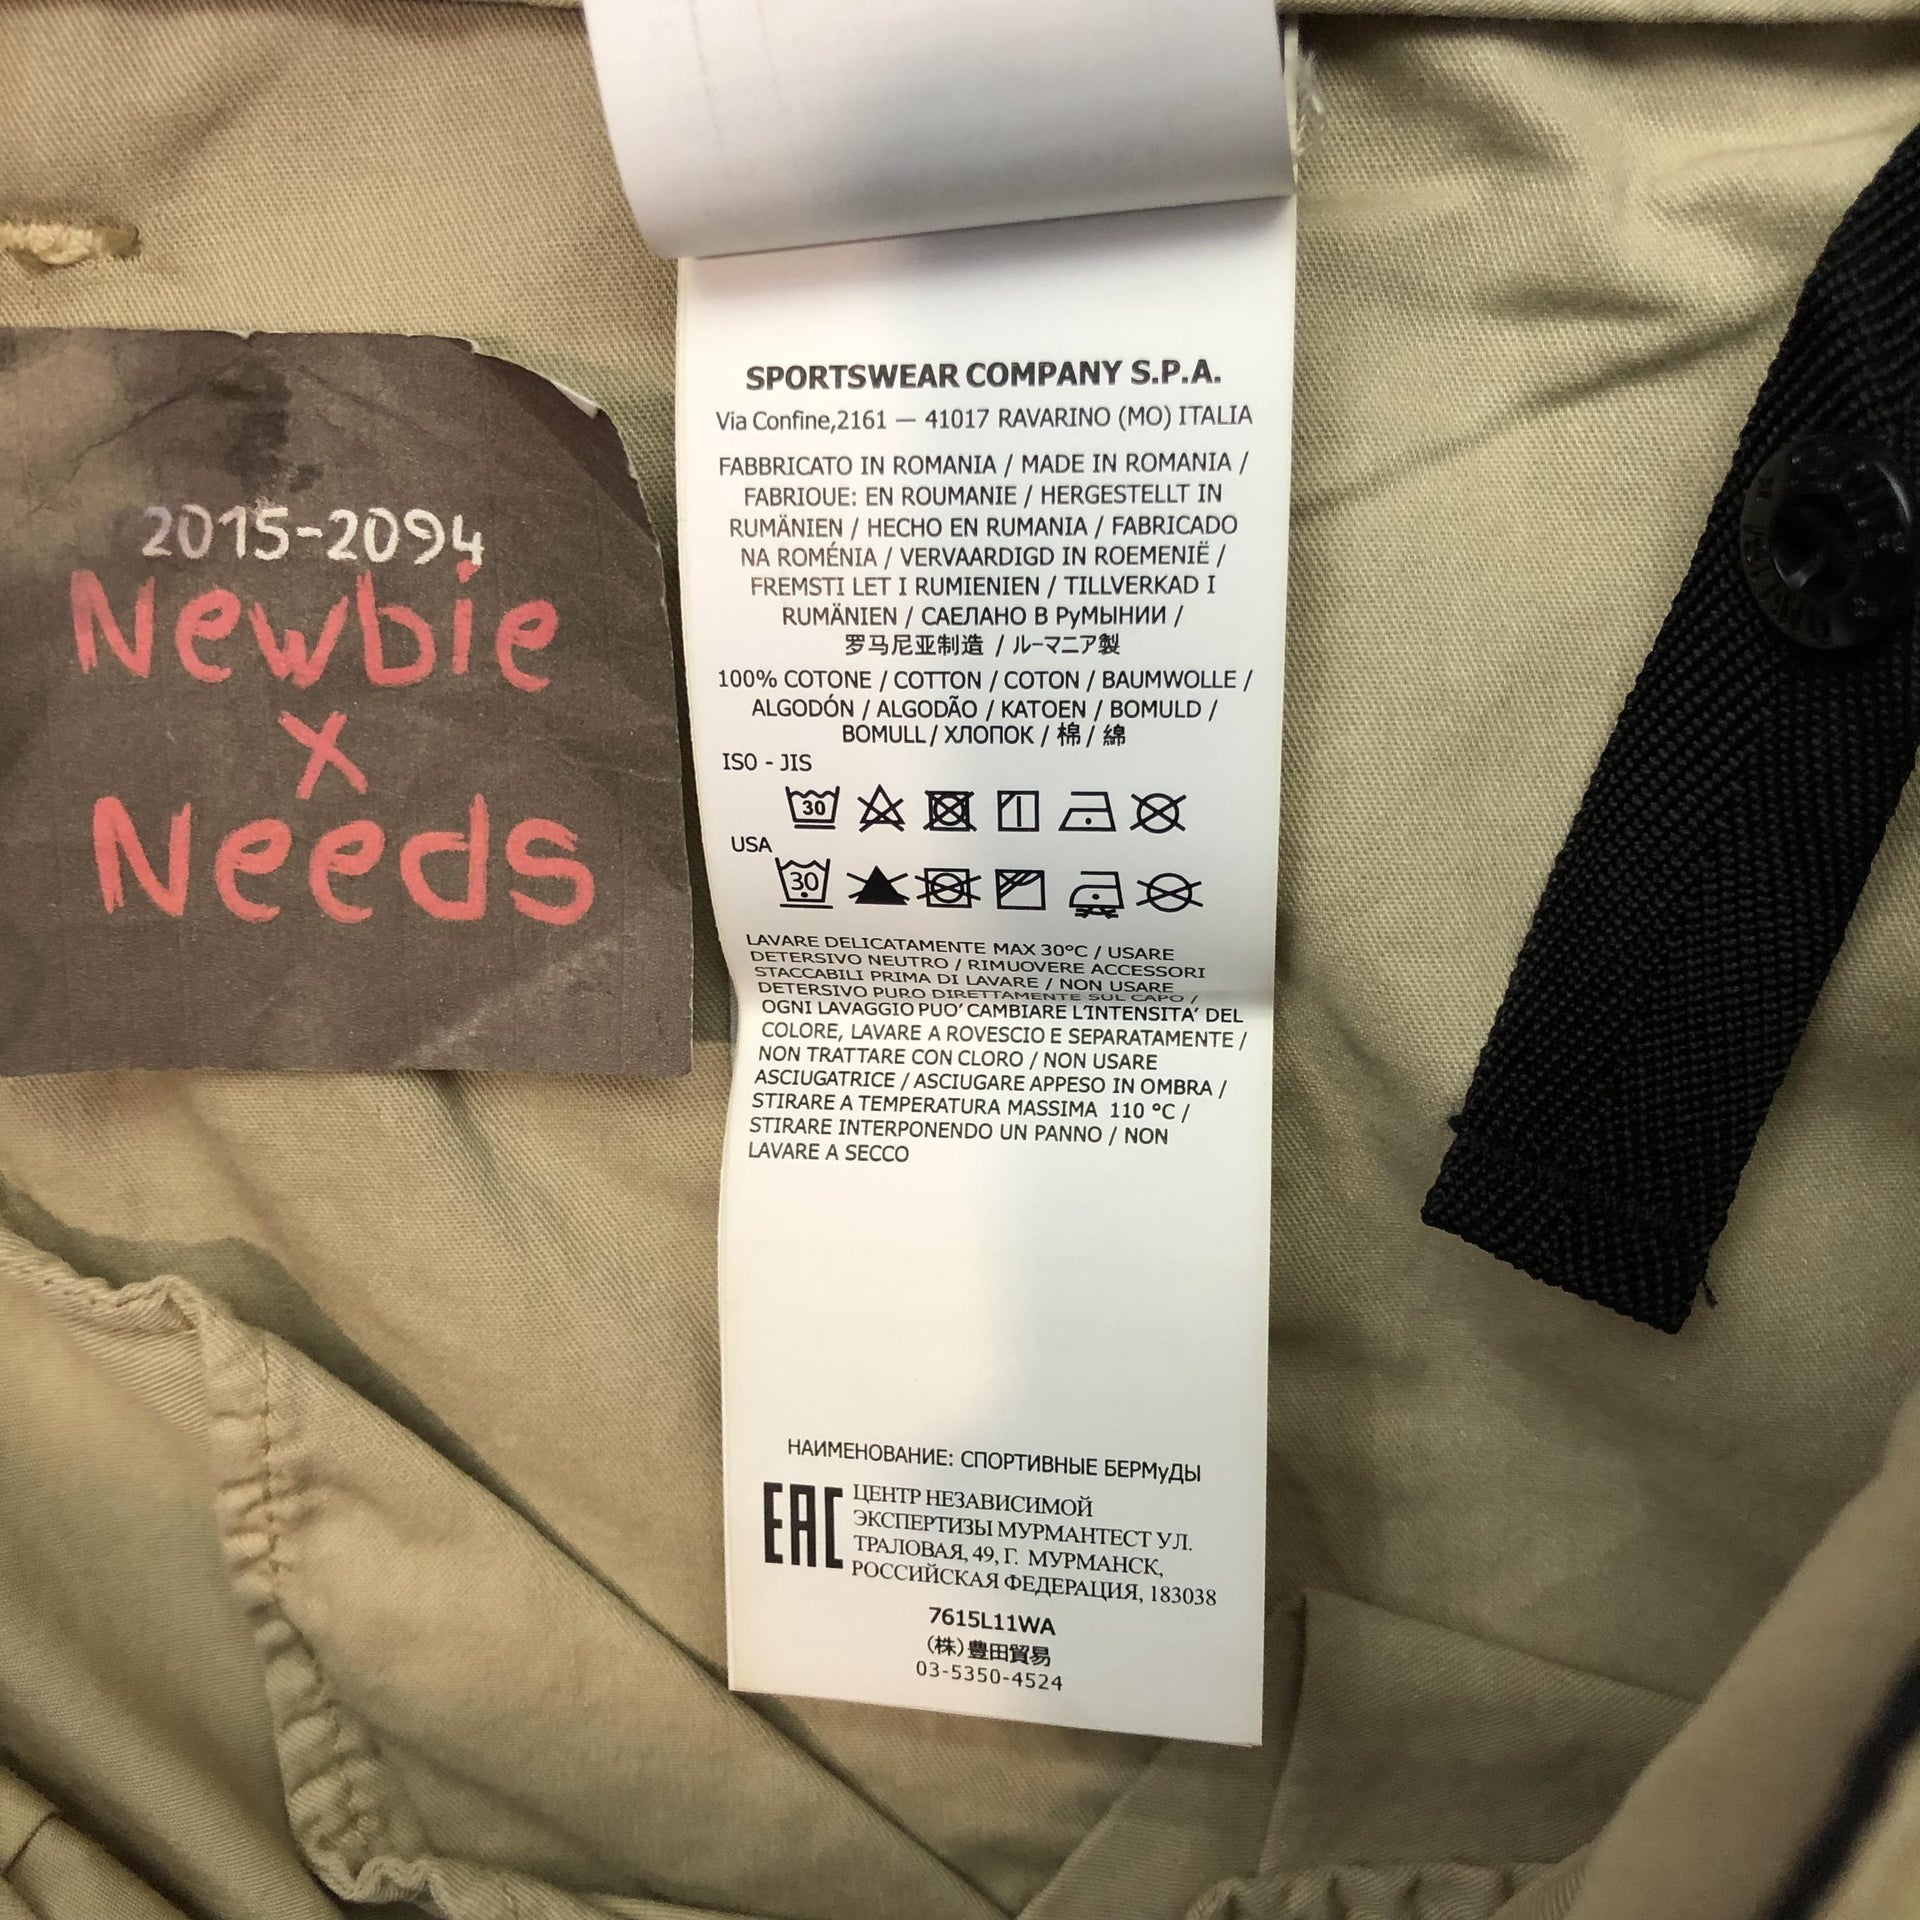 2015-2094
Newbie
x
Needs
SPORTSWEAR COMPANY S.P.A.
Via Confine,2161 — 41017 RAVARINO (MO) ITALIA
FABBRICATO IN ROMANIA / MADE IN ROMANIA /
FABRIQUE: EN ROUMANIE / HERGESTELLT IN
RUMÄNIEN / HECHO EN RUMANIA / FABRICADO
NA ROMÉNIA / VERVAARDIGD IN ROEMENIË /
FREMSTI LET I RUMIENIEN / TILLVERKAD I
RUMÄNIEN / CAEЛAHO B PyMЫHИИ /
罗马尼亚制造 / ルーマニア製
100% COTONE / COTTON / COTON / BAUMWOLLE /
ALGODÓN / ALGODÃO / KATOEN / BOMULD /
BOMULL / ХЛОПОК / 棉 / 綿
ISO - JIS
30
USA
30
LAVARE DELICATAMENTE MAX 30°C / USARE
DETERSIVO NEUTRO / RIMUOVERE ACCESSORI
STACCABILI PRIMA DI LAVARE / NON USARE
DETERSIVO PURO DIRETTAMENTE SUL CAPO /
OGNI LAVAGGIO PUO' CAMBIARE L'INTENSITA' DEL
COLORE, LAVARE A ROVESCIO E SEPARATAMENTE /
NON TRATTARE CON CLORO / NON USARE
ASCIUGATRICE / ASCIUGARE APPESO IN OMBRA /
STIRARE A TEMPERATURA MASSIMA 110 °C /
STIRARE INTERPONENDO UN PANNO / NON
LAVARE A SECCO
НАИМЕНОВАНИЕ: СПОРТИВНЫЕ БЕРМуДЫ
EAC
ЦЕНТР НЕЗАВИСИМОЙ
ЭКСПЕРТИЗЫ МУРМАНТЕСТ УЛ.
ТРАЛОВАЯ, 49, Г. МУРМАНСК,
РОССИЙСКАЯ ФЕДЕРАЦИЯ, 183038
7615L11WA
(株)豊田貿易
03-5350-4524